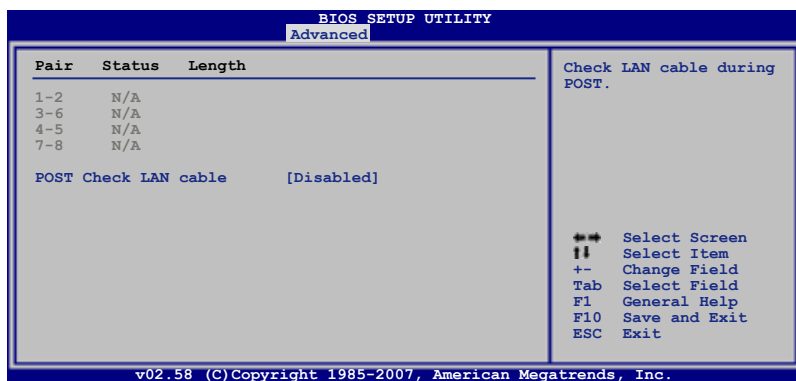 BIOS SETUP UTILITY
Advanced
Pair Status Length
1-2 N/A
3-6 N/A
4-5 N/A
7-8 N/A
POST Check LAN cable [Disabled]
Check LAN cable during
POST.
←→ Select Screen
↑↓ Select Item
+- Change Field
Tab Select Field
F1 General Help
F10 Save and Exit
ESC Exit
v02.58 (C)Copyright 1985-2007, American Megatrends, Inc.